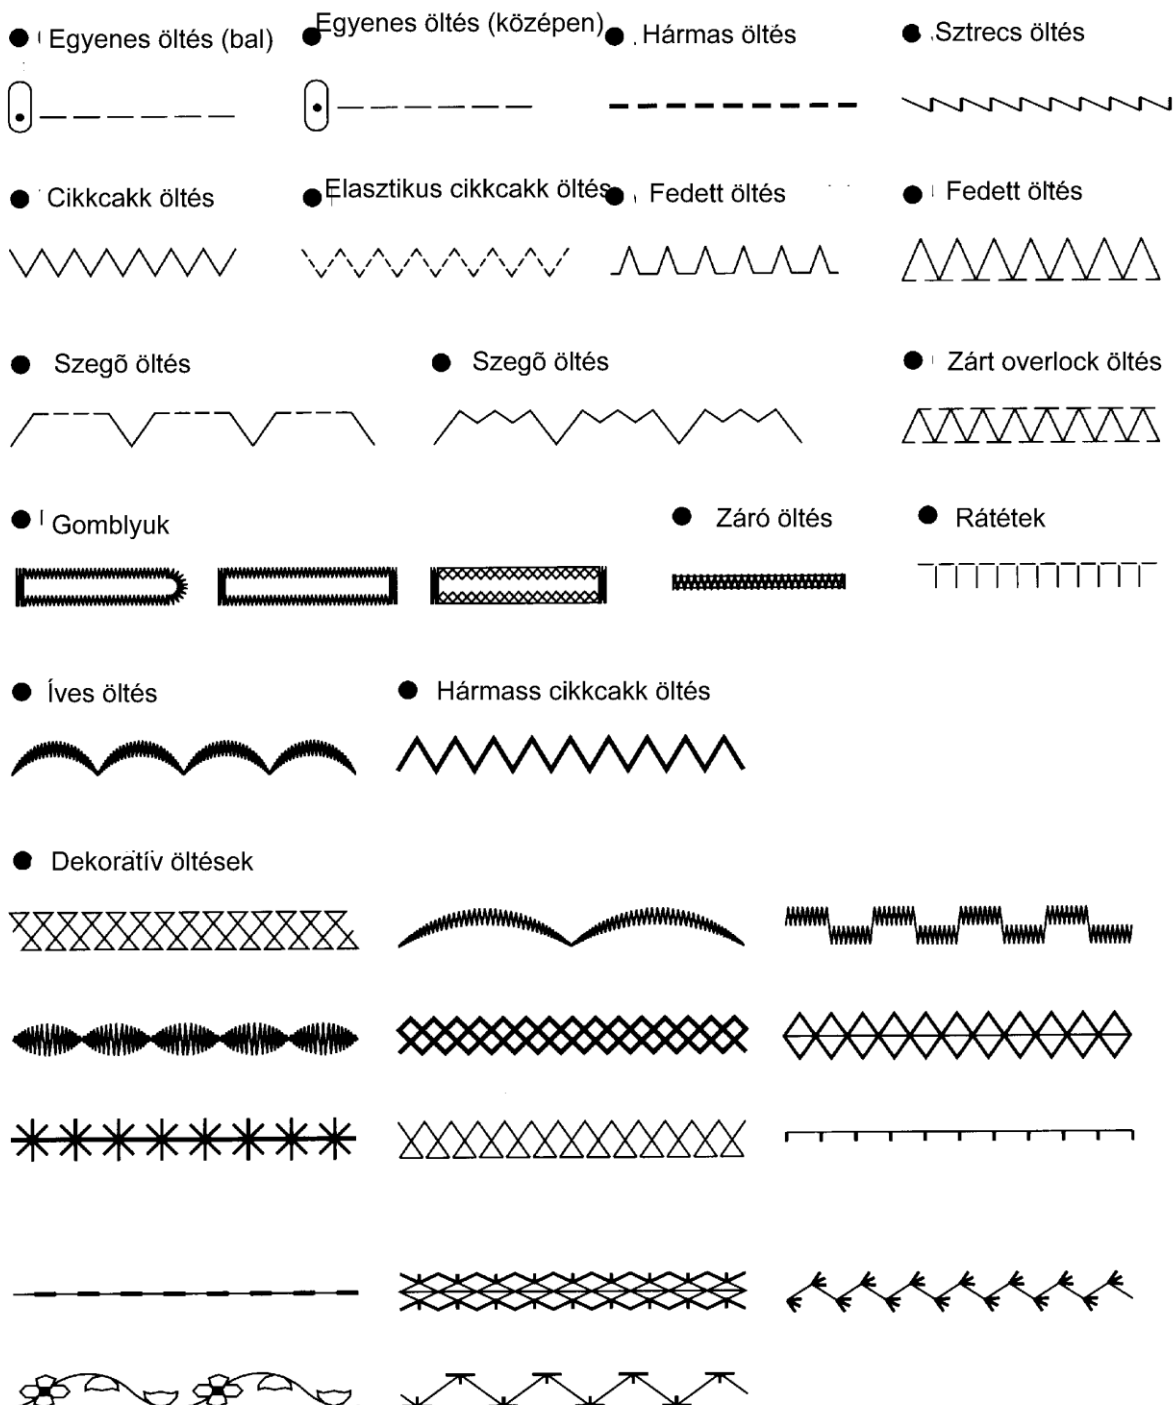 Egyenes öltés (bal)
Egyenes öltés (középen)
Hármas öltés
Sztrecs öltés
Cikkcakk öltés
Elasztikus cikkcakk öltés
Fedett öltés
Fedett öltés
Szegõ öltés
Szegõ öltés
Zárt overlock öltés
Gomblyuk
Záró öltés
Rátétek
Íves öltés
Hármass cikkcakk öltés
Dekoratív öltések